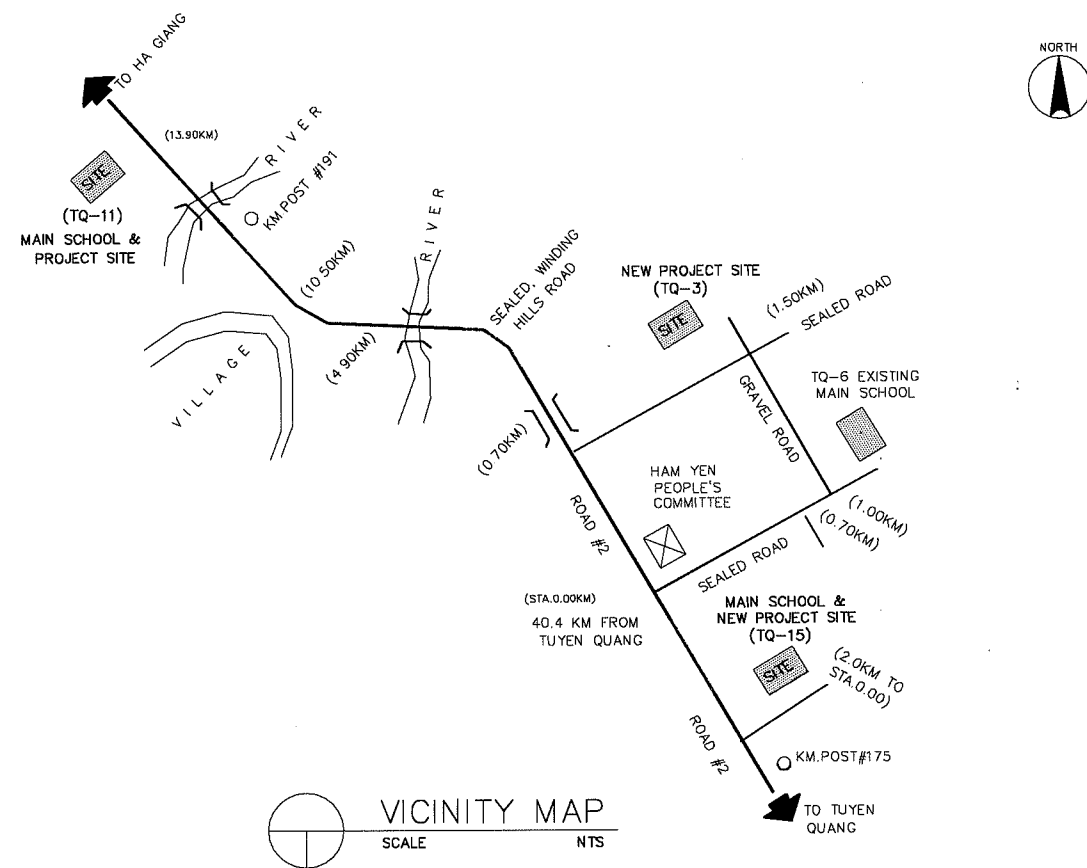 TO HA GIANG
NORTH
(13.90KM)
RIVER
SITE
(TQ-11)
MAIN SCHOOL &
PROJECT SITE
KM.POST #191
RIVER
(10 50KM)
SEALED, WINDING
HILLS ROAD
NEW PROJECT SITE
(TQ-3)
SITE
(1.50KM)
SEALED ROAD
VILLAGE
(4 90KM)
GRAVEL ROAD
TQ-6 EXISTING
MAIN SCHOOL
(0 70KM)
HAM YEN
PEOPLE'S
COMMITTEE
ROAD #2
(1.00KM)
(0.70KM)
SEALED ROAD
(STA.0.00KM)
40.4 KM FROM
TUYEN QUANG
MAIN SCHOOL &
NEW PROJECT SITE
(TQ-15)
SITE
(2.0KM TO
STA.0.00)
ROAD #2
KM.POST#175
TO TUYEN
QUANG
VICINITY MAP
SCALE NTS